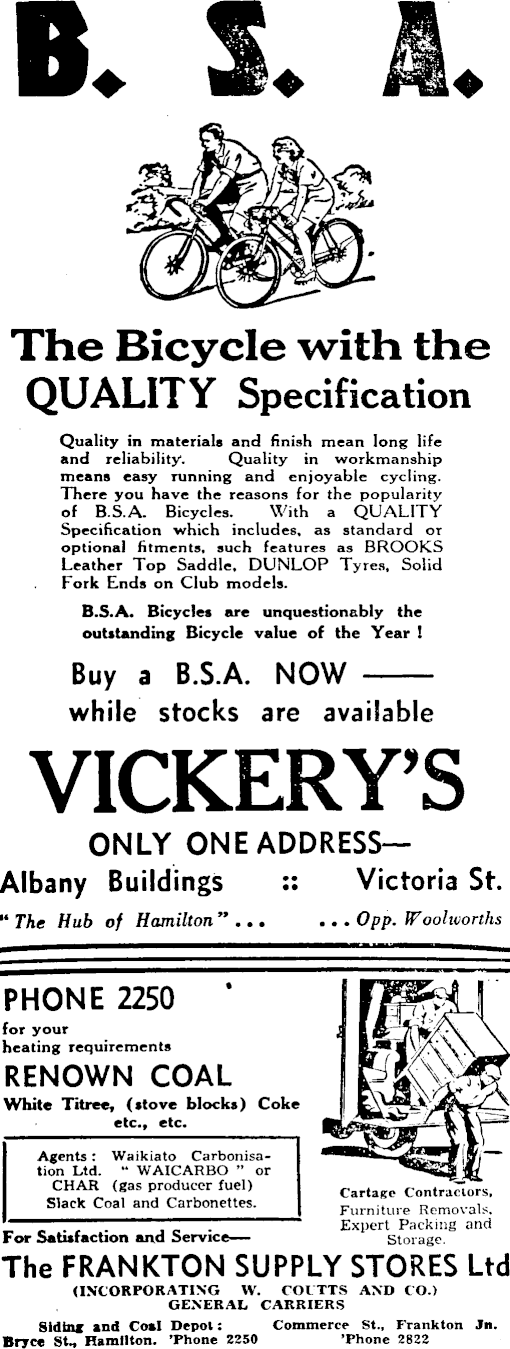 B. S. A.
The Bicycle with the
QUALITY Specification
Quality in materials and finish mean long life
and reliability. Quality in workmanship
means easy running and enjoyable cycling.
There you have the reasons for the popularity
of B.S.A. Bicycles. With a QUALITY
Specification which includes, as standard or
optional fitments, such features as BROOKS
Leather Top Saddle, DUNLOP Tyres, Solid
Fork Ends on Club models.
B.S.A. Bicycles are unquestionably the
outstanding Bicycle value of the Year !
Buy a B.S.A. NOW ——
while stocks are available
VICKERY'S
ONLY ONE ADDRESS—
Albany Buildings :: Victoria St.
"The Hub of Hamilton" ... ... Opp. Woolworths
PHONE 2250
for your
heating requirements
RENOWN COAL
White Titree, (stove blocks) Coke
etc., etc.
Agents : Waikiato Carbonisa-
tion Ltd. " WAICARBO " or
CHAR (gas producer fuel)
Slack Coal and Carbonettes.
Cartage Contractors,
Furniture Removals,
Expert Packing and
Storage.
For Satisfaction and Service—
The FRANKTON SUPPLY STORES Ltd
(INCORPORATING W. COUTTS AND CO.)
GENERAL CARRIERS
Siding and Coal Depot : Commerce St., Frankton Jn.
Bryce St., Hamilton. 'Phone 2250 'Phone 2822